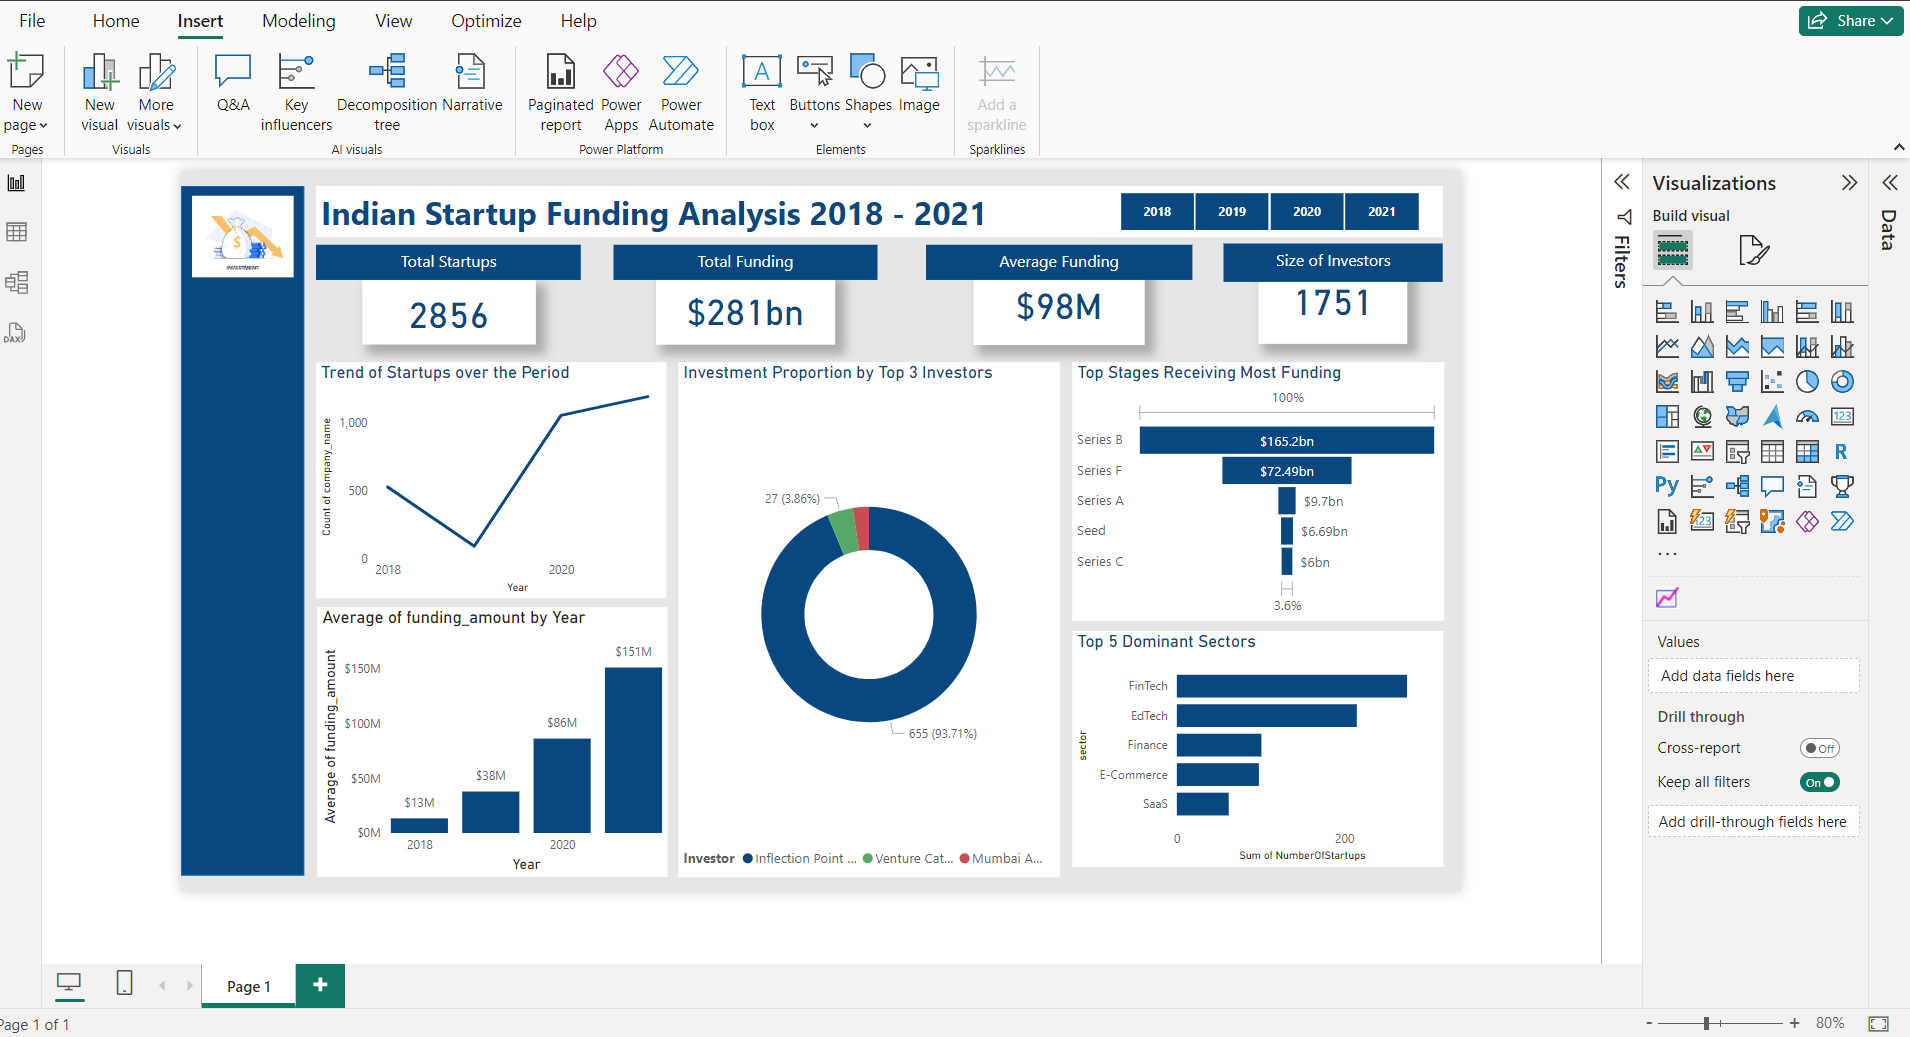 File Home Insert Modeling View Optimize Help
Share
New page
New visual
More visuals
Q&A
Key influencers
Decomposition tree
Narrative
Paginated report
Power Apps
Power Automate
Text box
Buttons
Shapes
Image
Add a sparkline
Pages
Visuals
AI visuals
Power Platform
Elements
Sparklines
INVESTMENT
Indian Startup Funding Analysis 2018 - 2021
2018 2019 2020 2021
Total Startups
2856
Total Funding
$281bn
Average Funding
$98M
Size of Investors
1751
Trend of Startups over the Period
Count of company_name
1,000
500
0
2018 2020
Year
Average of funding_amount by Year
Average of funding_amount
$150M
$100M
$50M
$0M
$13M
$38M
$86M
$151M
2018 2020
Year
Investment Proportion by Top 3 Investors
27 (3.86%)
655 (93.71%)
Investor Inflection Point ... Venture Cat... Mumbai A...
Top Stages Receiving Most Funding
100%
Series B $165.2bn
Series F $72.49bn
Series A $9.7bn
Seed $6.69bn
Series C $6bn
3.6%
Top 5 Dominant Sectors
sector
FinTech
EdTech
Finance
E-Commerce
SaaS
0 200
Sum of NumberOfStartups
Filters
Visualizations
Build visual
123
R
Py
123
...
Values
Add data fields here
Drill through
Cross-report Off
Keep all filters On
Add drill-through fields here
Data
DAX
Page 1
+
Page 1 of 1
- + 80%